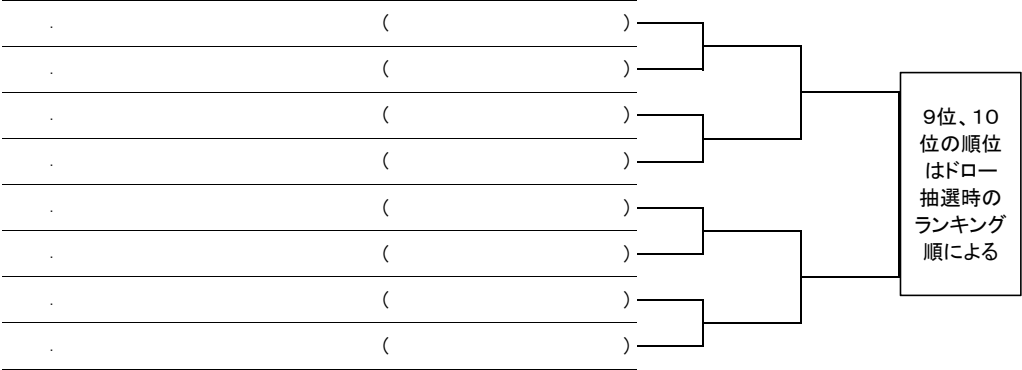 . ( )
. ( )
. ( )
. ( )
. ( )
. ( )
. ( )
. ( )
９位、１０
位の順位
はドロー
抽選時の
ランキング
順による